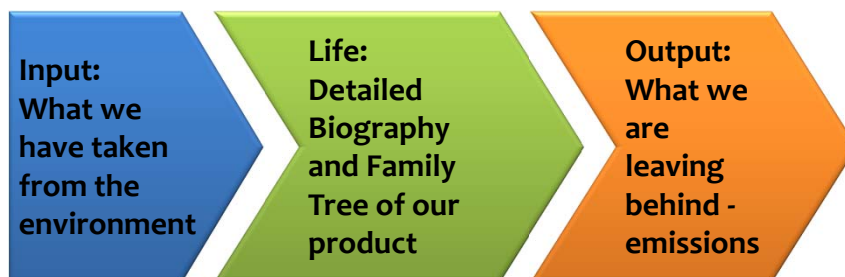 Input:
What we
have taken
from the
environment
Life:
Detailed
Biography
and Family
Tree of our
product
Output:
What we
are
leaving
behind -
emissions